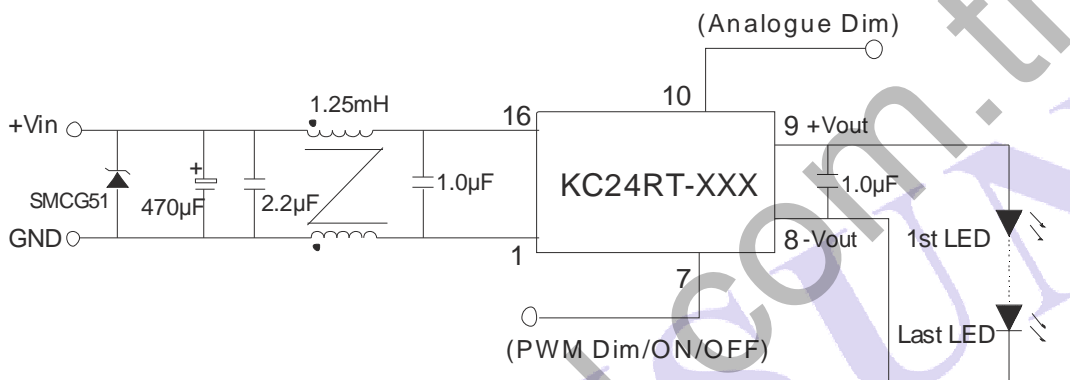 (Analogue Dim)
1.25mH
10
+Vin
16
9 +Vout
+
SMCG51
470µF
2.2µF
1.0µF
KC24RT-XXX
1.0µF
GND
1
8 -Vout
1st LED
7
(PWM Dim/ON/OFF)
Last LED